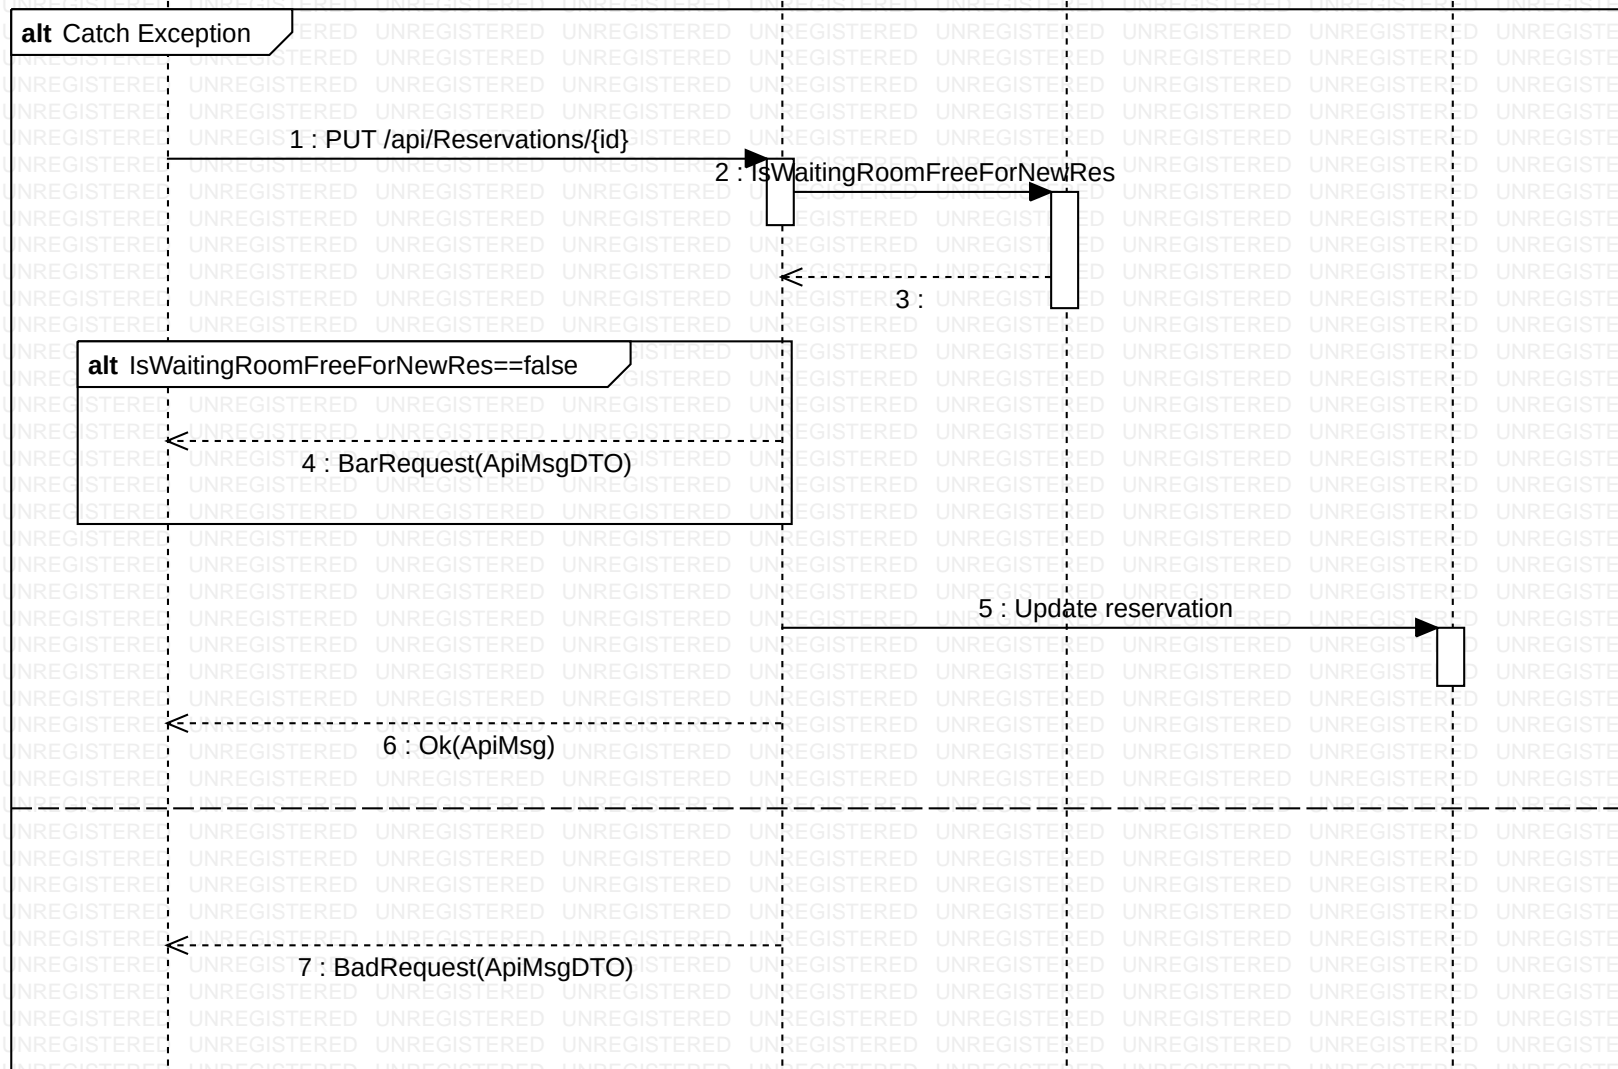 alt Catch Exception
1 : PUT /api/Reservations/{id}
2 : IsWaitingRoomFreeForNewRes
3 :
alt IsWaitingRoomFreeForNewRes==false
4 : BarRequest(ApiMsgDTO)
5 : Update reservation
6 : Ok(ApiMsg)
7 : BadRequest(ApiMsgDTO)
UNREGISTERED